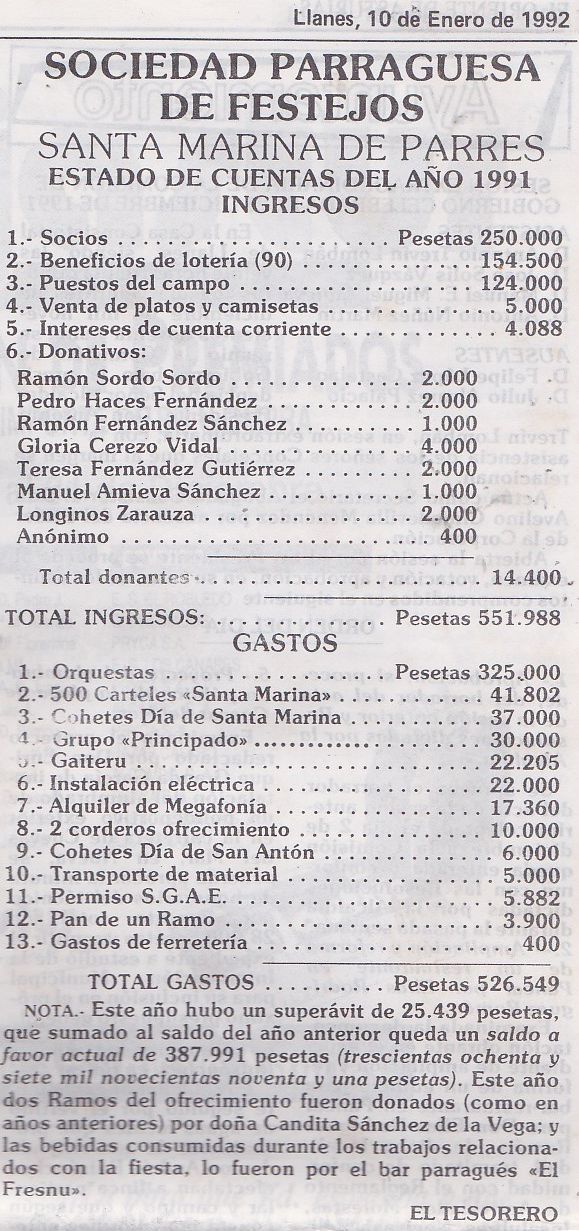 Llanes, 10 de Enero de 1992
SOCIEDAD PARRAGUESA
DE FESTEJOS
SANTA MARINA DE PARRES
ESTADO DE CUENTAS DEL AÑO 1991
INGRESOS
1.- Socios . . . . . . . . . . . . . . . . Pesetas 250.000
2.- Beneficios de lotería (90) . . . . . . . . 154.500
3.- Puestos del campo . . . . . . . . . . . . 124.000
4.- Venta de platos y camisetas . . . . . . . . 5.000
5.- Intereses de cuenta corriente . . . . . . . 4.088
6.- Donativos:
Ramón Sordo Sordo . . . . . . . . . . 2.000
Pedro Haces Fernández . . . . . . . . 2.000
Ramón Fernández Sánchez . . . . . . 1.000
Gloria Cerezo Vidal . . . . . . . . . . 4.000
Teresa Fernández Gutiérrez . . . . . . 2.000
Manuel Amieva Sánchez . . . . . . . . 1.000
Longinos Zarauza . . . . . . . . . . . 2.000
Anónimo . . . . . . . . . . . . . . . . 400
Total donantes . . . . . . . . . . . . . . 14.400
TOTAL INGRESOS: . . . . . . . . . Pesetas 551.988
GASTOS
1.- Orquestas . . . . . . . . . . . . Pesetas 325.000
2.- 500 Carteles «Santa Marina» . . . . . . 41.802
3.- Cohetes Día de Santa Marina . . . . . . 37.000
4.- Grupo «Principado» . . . . . . . . . . . . 30.000
5.- Gaiteru . . . . . . . . . . . . . . . . . . 22.205
6.- Instalación eléctrica . . . . . . . . . . . 22.000
7.- Alquiler de Megafonía . . . . . . . . . . 17.360
8.- 2 corderos ofrecimiento . . . . . . . . . 10.000
9.- Cohetes Día de San Antón . . . . . . . . 6.000
10.- Transporte de material . . . . . . . . . . 5.000
11.- Permiso S.G.A.E. . . . . . . . . . . . . . 5.882
12.- Pan de un Ramo . . . . . . . . . . . . . 3.900
13.- Gastos de ferretería . . . . . . . . . . . . 400
TOTAL GASTOS . . . . . . . . Pesetas 526.549
NOTA.- Este año hubo un superávit de 25.439 pesetas,
que sumado al saldo del año anterior queda un saldo a
favor actual de 387.991 pesetas (trescientas ochenta y
siete mil novecientas noventa y una pesetas). Este año
dos Ramos del ofrecimiento fueron donados (como en
años anteriores) por doña Candita Sánchez de la Vega; y
las bebidas consumidas durante los trabajos relaciona-
dos con la fiesta, lo fueron por el bar parragués «El
Fresnu».
EL TESORERO